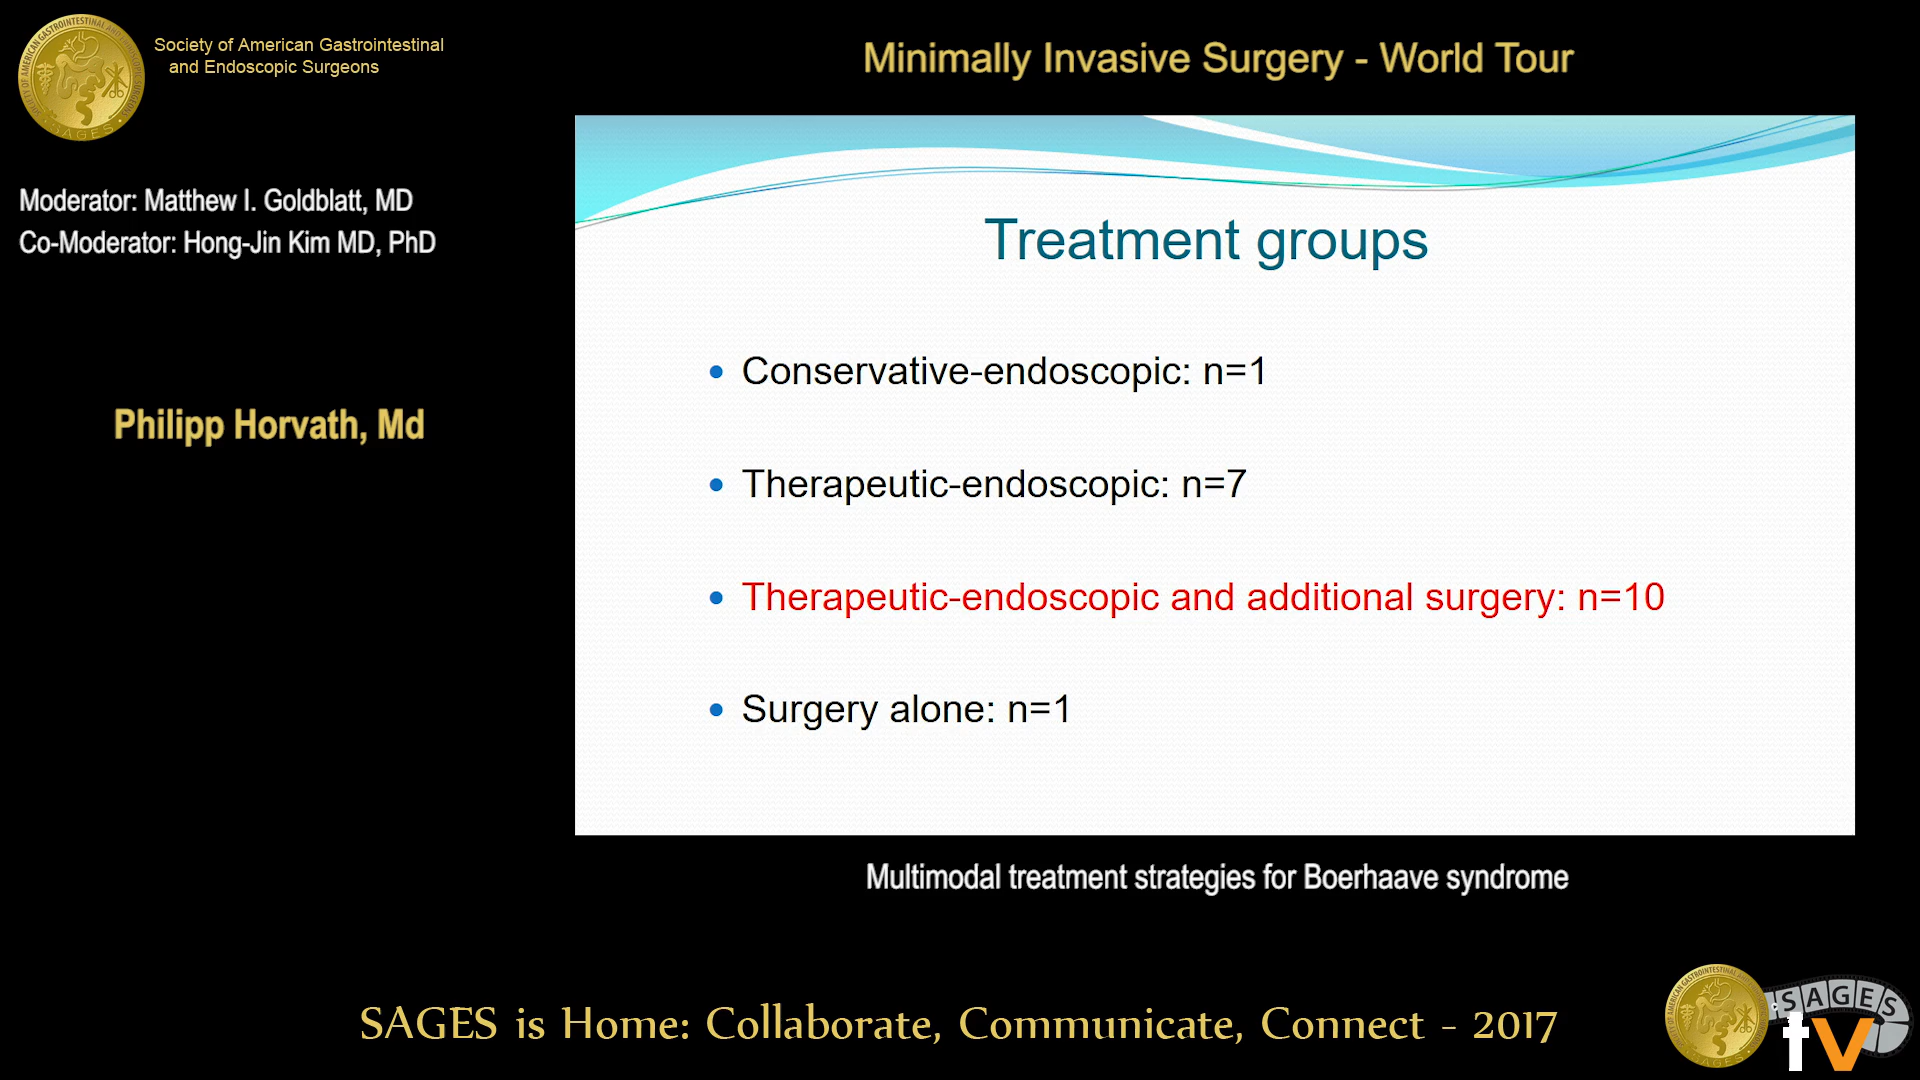 Society of American Gastrointestinal
and Endoscopic Surgeons
Minimally Invasive Surgery - World Tour
Moderator: Matthew I. Goldblatt, MD
Co-Moderator: Hong-Jin Kim MD, PhD
Philipp Horvath, Md
Treatment groups
• Conservative-endoscopic: n=1
• Therapeutic-endoscopic: n=7
• Therapeutic-endoscopic and additional surgery: n=10
• Surgery alone: n=1
Multimodal treatment strategies for Boerhaave syndrome
SAGES is Home: Collaborate, Communicate, Connect - 2017
SAGES
tv